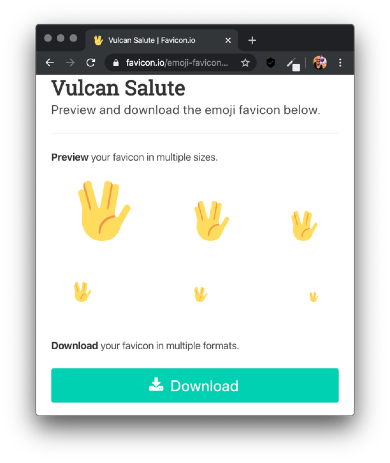 Vulcan Salute | Favicon.io
favicon.io/emoji-favicon...
Vulcan Salute
Preview and download the emoji favicon below.
Preview your favicon in multiple sizes.
Download your favicon in multiple formats.
Download